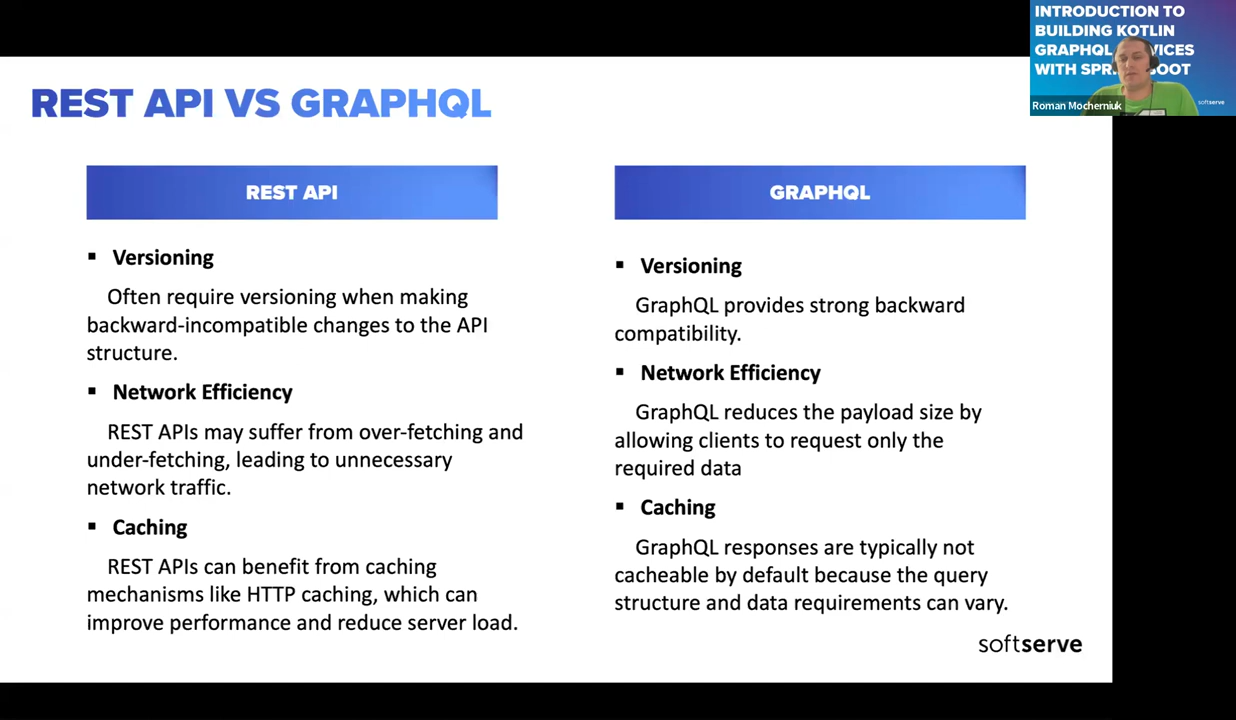 INTRODUCTION TO
BUILDING KOTLIN
GRAPHQL
WITH BOOT
Roman Mocherniuk
softserve
REST API VS GRAPHQL
REST API
▪ Versioning
Often require versioning when making
backward-incompatible changes to the API
structure.
▪ Network Efficiency
REST APIs may suffer from over-fetching and
under-fetching, leading to unnecessary
network traffic.
▪ Caching
REST APIs can benefit from caching
mechanisms like HTTP caching, which can
improve performance and reduce server load.
GRAPHQL
▪ Versioning
GraphQL provides strong backward
compatibility.
▪ Network Efficiency
GraphQL reduces the payload size by
allowing clients to request only the
required data
▪ Caching
GraphQL responses are typically not
cacheable by default because the query
structure and data requirements can vary.
softserve